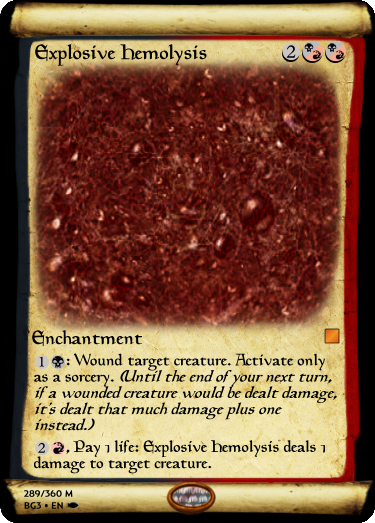 Explosive Hemolysis 2
Enchantment
1 : Wound target creature. Activate only
as a sorcery. (Until the end of your next turn,
if a wounded creature would be dealt damage,
it's dealt that much damage plus one
instead.)
2 , Pay 1 life: Explosive Hemolysis deals 1
damage to target creature.
289/360 M
BG3 • EN